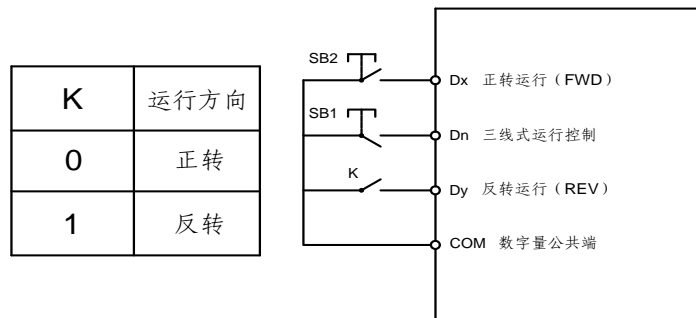 K 运行方向
0 正转
1 反转
SB2
Dx 正转运行（FWD）
SB1
Dn 三线式运行控制
K
Dy 反转运行（REV）
COM 数字量公共端